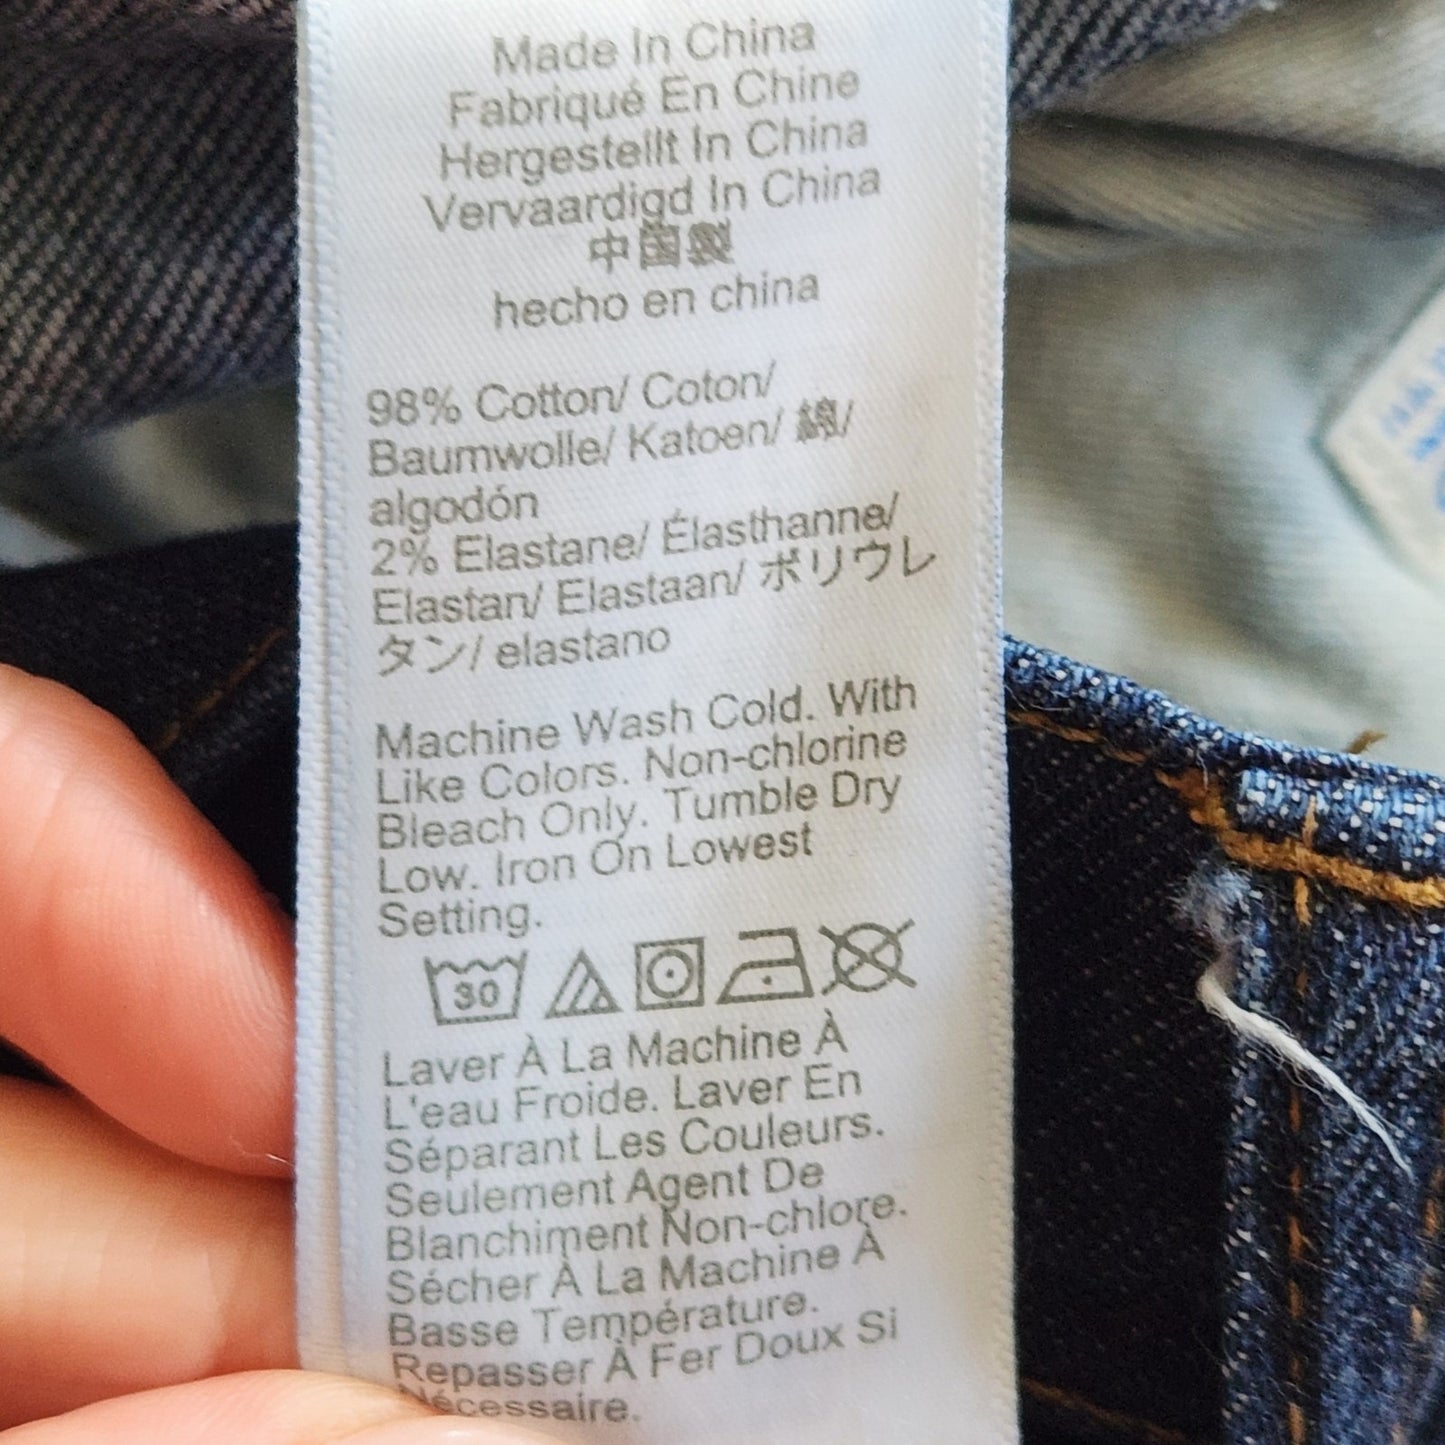 Made In China
Fabriqué En Chine
Hergestellt In China
Vervaardigd In China
中国製
hecho en china
98% Cotton/ Coton/
Baumwolle/ Katoen/ 綿/
algodón
2% Elastane/ Élasthanne/
Elastan/ Elastaan/ ポリウレ
タン/ elastano
Machine Wash Cold. With
Like Colors. Non-chlorine
Bleach Only. Tumble Dry
Low. Iron On Lowest
Setting.
30
Laver À La Machine À
L'eau Froide. Laver En
Séparant Les Couleurs.
Seulement Agent De
Blanchiment Non-chlore.
Sécher À La Machine À
Basse Température.
Repasser À Fer Doux Si
Nécessaire.